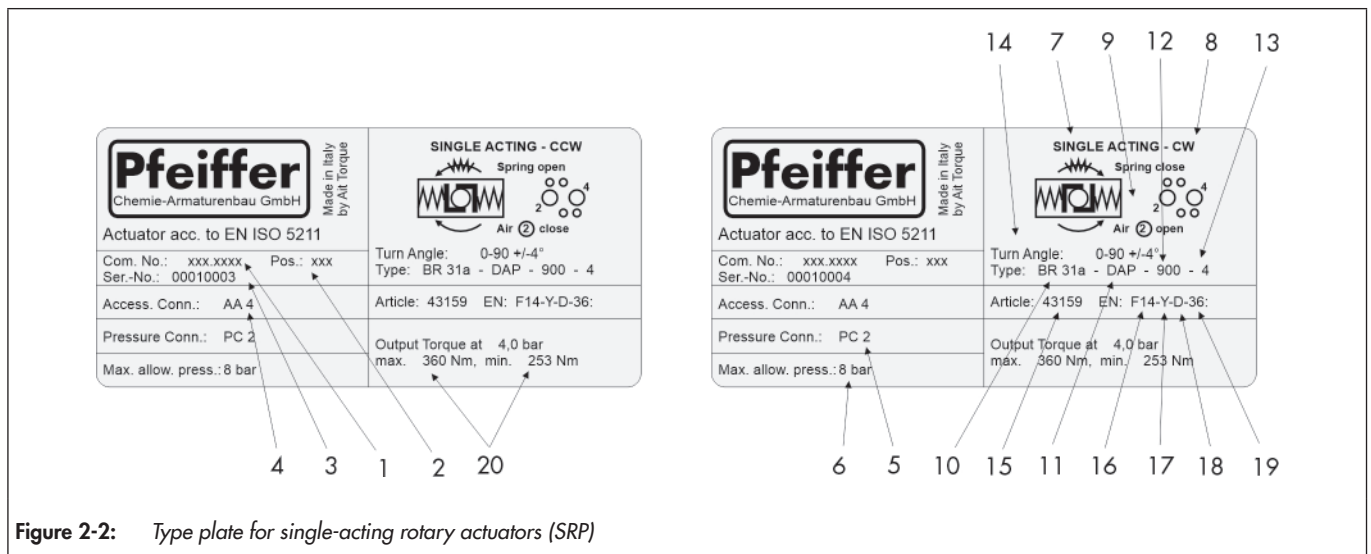 14 7 9 12 8 13
Pfeiffer
Chemie-Armaturenbau GmbH
Made in Italy
by Ait Torque
Actuator acc. to EN ISO 5211
Com. No.: xxx.xxxx Pos.: xxx
Ser.-No.: 00010003
Access. Conn.: AA 4
Pressure Conn.: PC 2
Max. allow. press.: 8 bar
SINGLE ACTING - CCW
Spring open
4
2
Air 2 close
Turn Angle: 0-90 +/-4°
Type: BR 31a - DAP - 900 - 4
Article: 43159 EN: F14-Y-D-36:
Output Torque at 4,0 bar
max. 360 Nm, min. 253 Nm
Pfeiffer
Chemie-Armaturenbau GmbH
Made in Italy
by Ait Torque
Actuator acc. to EN ISO 5211
Com. No.: xxx.xxxx Pos.: xxx
Ser.-No.: 00010004
Access. Conn.: AA 4
Pressure Conn.: PC 2
Max. allow. press.: 8 bar
SINGLE ACTING - CW
Spring close
4
2
Air 2 open
Turn Angle: 0-90 +/-4°
Type: BR 31a - DAP - 900 - 4
Article: 43159 EN: F14-Y-D-36:
Output Torque at 4,0 bar
max. 360 Nm, min. 253 Nm
4 3 1 2 20
6 5 10 15 11 16 17 18 19
Figure 2-2: Type plate for single-acting rotary actuators (SRP)